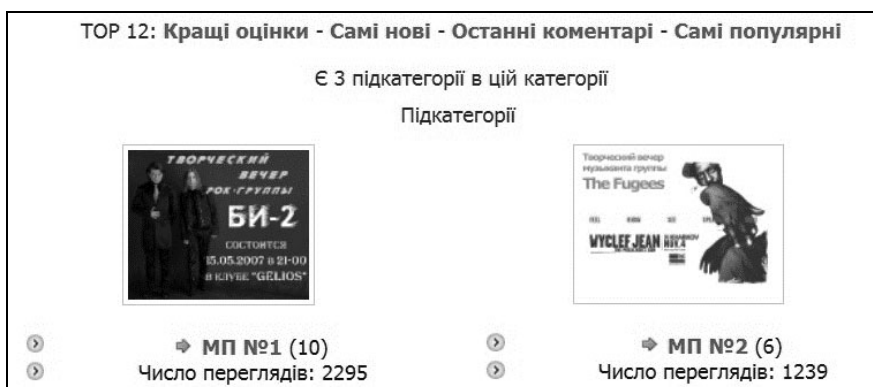 TOP 12: Кращі оцінки - Самі нові - Останні коментарі - Самі популярні
Є 3 підкатегорії в цій категорії
Підкатегорії
ТВОРЧЕСКИЙ
ВЕЧЕР
РОК-ГРУППЫ
БИ-2
СОСТОИТСЯ
15.05.2007 в 21-00
В КЛУБЕ "GELIOS"
Творческий вечер
музыканта группы
The Fugees
WYCLEF JEAN
МП №1 (10)
МП №2 (6)
Число переглядів: 2295
Число переглядів: 1239